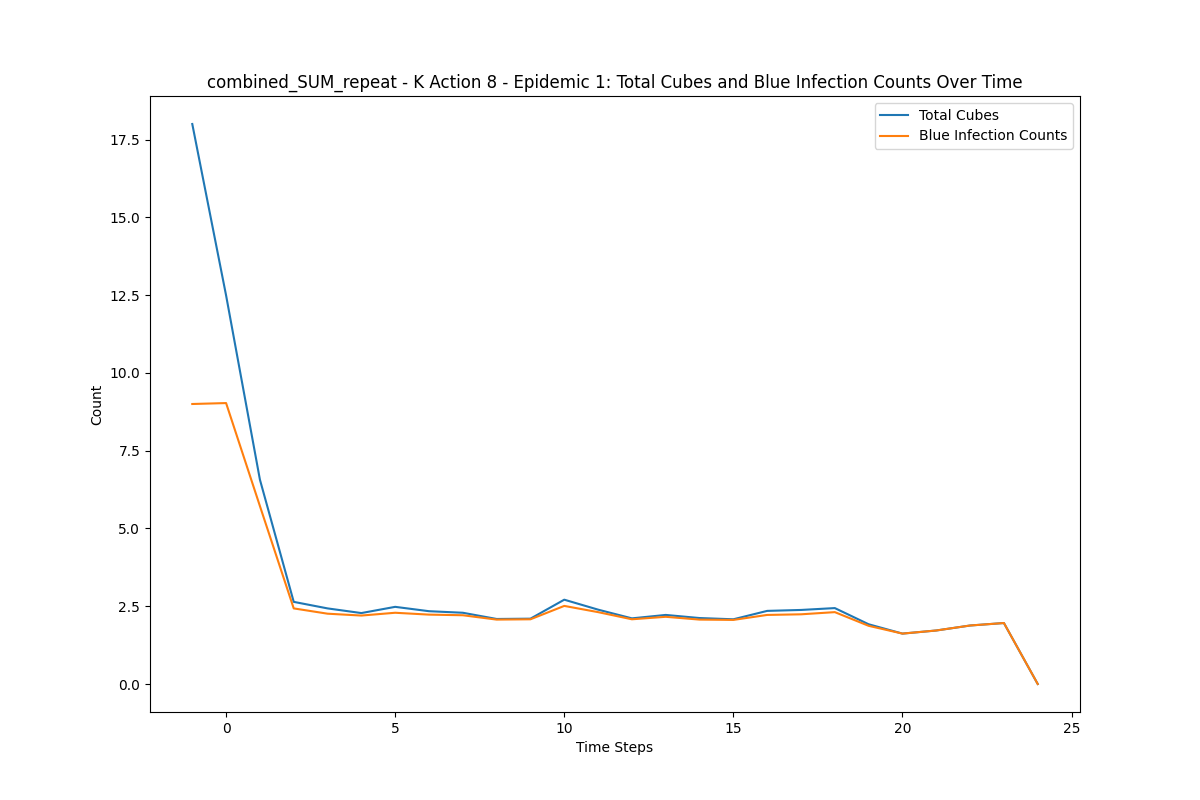 combined_SUM_repeat - K Action 8 - Epidemic 1: Total Cubes and Blue Infection Counts Over Time
Total Cubes
Blue Infection Counts
17.5
15.0
12.5
10.0
7.5
5.0
2.5
0.0
Count
0 5 10 15 20 25
Time Steps